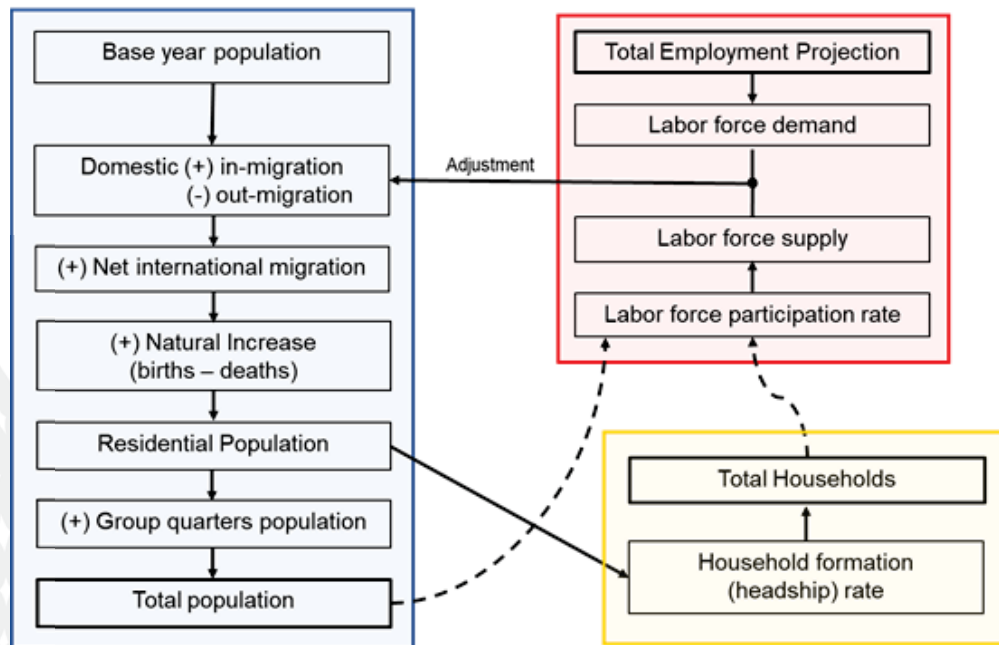 Base year population
Domestic (+) in-migration
(-) out-migration
(+) Net international migration
(+) Natural Increase
(births – deaths)
Residential Population
(+) Group quarters population
Total population
Adjustment
Total Employment Projection
Labor force demand
Labor force supply
Labor force participation rate
Total Households
Household formation
(headship) rate